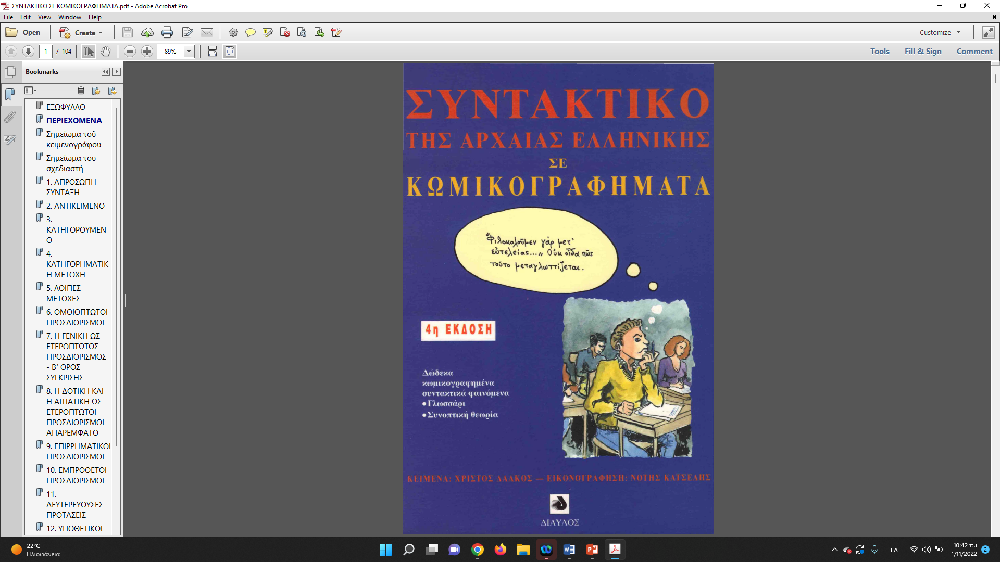 ΣΥΝΤΑΚΤΙΚΟ ΣΕ ΚΩΜΙΚΟΓΡΑΦΗΜΑΤΑ.pdf - Adobe Acrobat Pro
File Edit View Window Help
Open Create Customize
1 / 104 89% Tools Fill & Sign Comment
Bookmarks
ΕΞΩΦΥΛΛΟ
ΠΕΡΙΕΧΟΜΕΝΑ
Σημείωμα τοῦ
κειμενογράφου
Σημείωμα του
σχεδιαστή
1. ΑΠΡΟΣΩΠΗ
ΣΥΝΤΑΞΗ
2. ΑΝΤΙΚΕΙΜΕΝΟ
3.
ΚΑΤΗΓΟΡΟΥΜΕΝ
Ο
4.
ΚΑΤΗΓΟΡΗΜΑΤΙΚ
Η ΜΕΤΟΧΗ
5. ΛΟΙΠΕΣ
ΜΕΤΟΧΕΣ
6. ΟΜΟΙΟΠΤΩΤΟΙ
ΠΡΟΣΔΙΟΡΙΣΜΟΙ
7. Η ΓΕΝΙΚΗ ΩΣ
ΕΤΕΡΟΠΤΩΤΟΣ
ΠΡΟΣΔΙΟΡΙΣΜΟΣ
- Β΄ ΟΡΟΣ
ΣΥΓΚΡΙΣΗΣ
8. Η ΔΟΤΙΚΗ ΚΑΙ
Η ΑΙΤΙΑΤΙΚΗ ΩΣ
ΕΤΕΡΟΠΤΩΤΟΙ
ΠΡΟΣΔΙΟΡΙΣΜΟΙ -
ΑΠΑΡΕΜΦΑΤΟ
9. ΕΠΙΡΡΗΜΑΤΙΚΟΙ
ΠΡΟΣΔΙΟΡΙΣΜΟΙ
10. ΕΜΠΡΟΘΕΤΟΙ
ΠΡΟΣΔΙΟΡΙΣΜΟΙ
11.
ΔΕΥΤΕΡΕΥΟΥΣΕΣ
ΠΡΟΤΑΣΕΙΣ
12. ΥΠΟΘΕΤΙΚΟΙ
ΣΥΝΤΑΚΤΙΚΟ
ΤΗΣ ΑΡΧΑΙΑΣ ΕΛΛΗΝΙΚΗΣ
ΣΕ
ΚΩΜΙΚΟΓΡΑΦΗΜΑΤΑ
"Φιλοκαλοῦμεν γάρ μετ'
εὐτελείας...„ Οὐκ οἶδα πῶς
τοῦτο μεταγλωττίζεται.
4η ΕΚΔΟΣΗ
Δώδεκα
κωμικογραφημένα
συντακτικά φαινόμενα
• Γλωσσάρι
• Συνοπτική θεωρία
ΚΕΙΜΕΝΑ: ΧΡΙΣΤΟΣ ΔΑΛΚΟΣ — ΕΙΚΟΝΟΓΡΑΦΗΣΗ: ΝΟΤΗΣ ΚΑΤΣΕΛΗΣ
ΔΙΑΥΛΟΣ
22°C
Ηλιοφάνεια
ΕΛ
10:42 πμ
1/11/2022
2